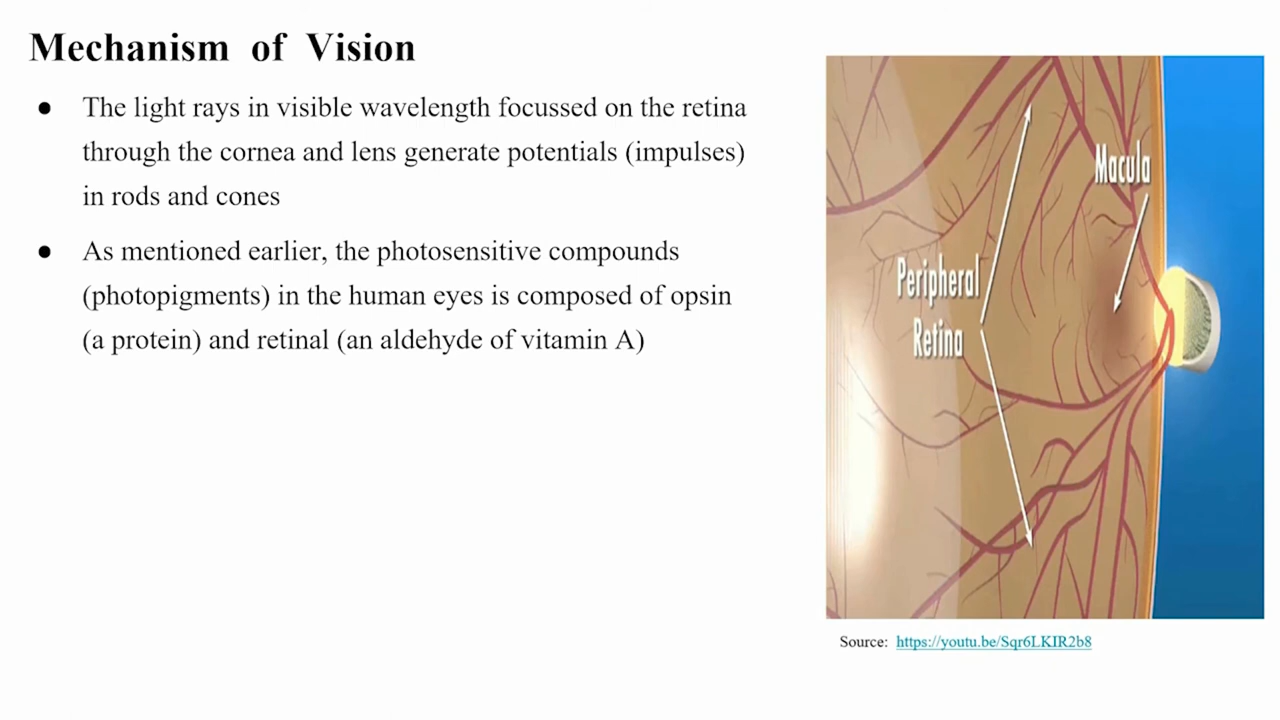 Mechanism of Vision
● The light rays in visible wavelength focussed on the retina
through the cornea and lens generate potentials (impulses)
in rods and cones
● As mentioned earlier, the photosensitive compounds
(photopigments) in the human eyes is composed of opsin
(a protein) and retinal (an aldehyde of vitamin A)
Macula
Peripheral
Retina
Source: https://youtu.be/Sqr6LKIR2b8